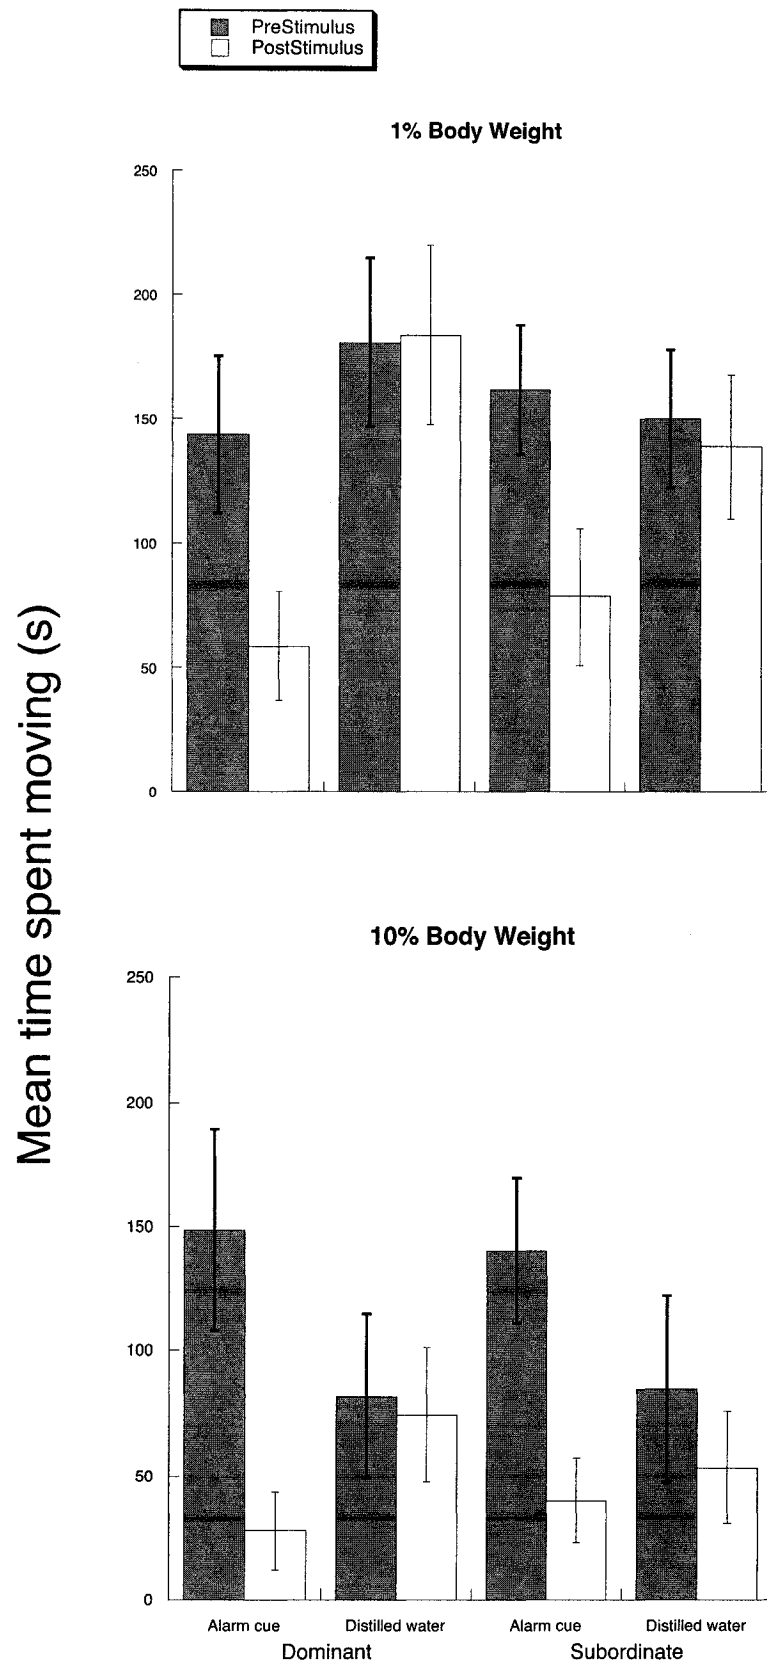 PreStimulus
PostStimulus
1% Body Weight
250
200
150
100
50
0
Mean time spent moving (s)
10% Body Weight
250
200
150
100
50
0
Alarm cue Distilled water Alarm cue Distilled water
Dominant Subordinate